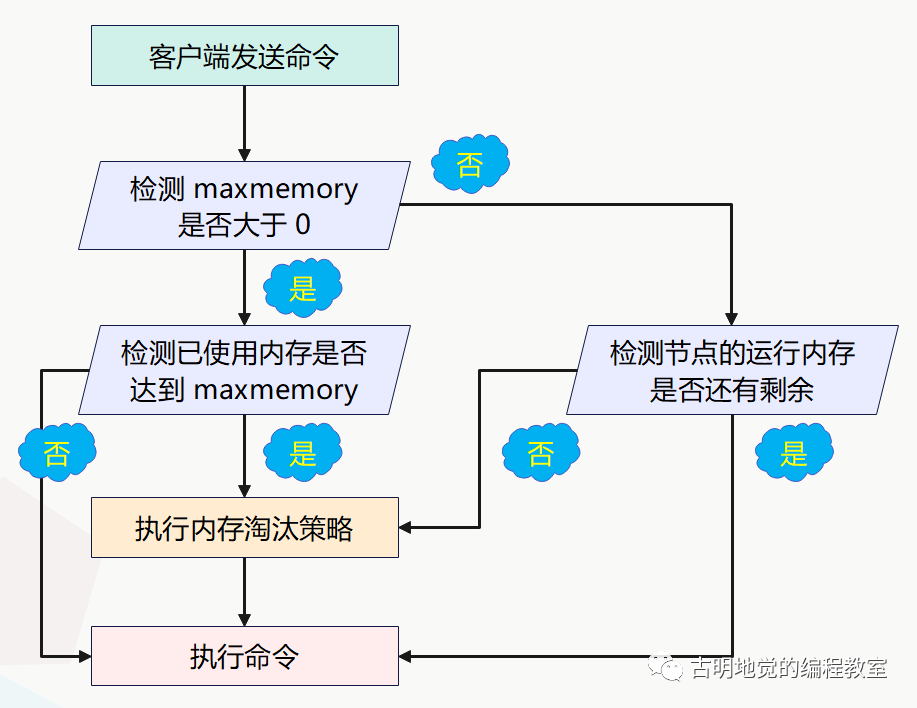 客户端发送命令
否
检测 maxmemory
是否大于 0
是
检测已使用内存是否
达到 maxmemory
检测节点的运行内存
是否还有剩余
否
是
否
是
执行内存淘汰策略
执行命令
古明地觉的编程教室